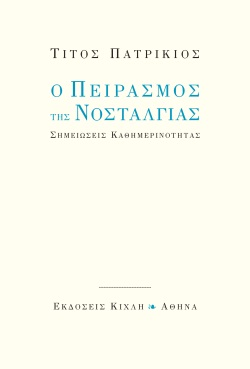 ΤΙΤΟΣ ΠΑΤΡΙΚΙΟΣ
Ο ΠΕΙΡΑΣΜΟΣ
ΤΗΣ ΝΟΣΤΑΛΓΙΑΣ
ΣΗΜΕΙΩΣΕΙΣ ΚΑΘΗΜΕΡΙΝΟΤΗΤΑΣ
ΕΚΔΟΣΕΙΣ ΚΙΧΛΗ ❧ ΑΘΗΝΑ